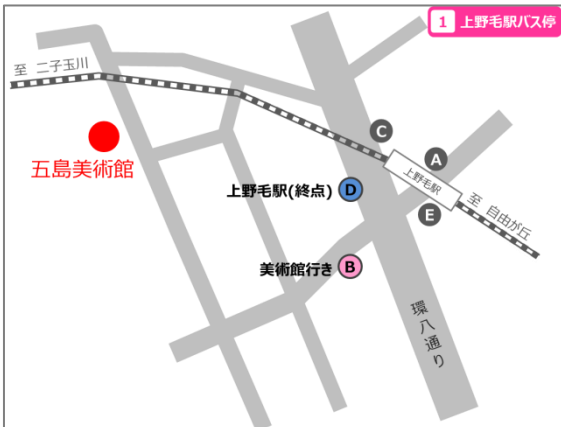 1 上野毛駅バス停
至 二子玉川
五島美術館
C
A
上野毛駅
上野毛駅(終点) D
E
至 自由が丘
美術館行き B
環八通り